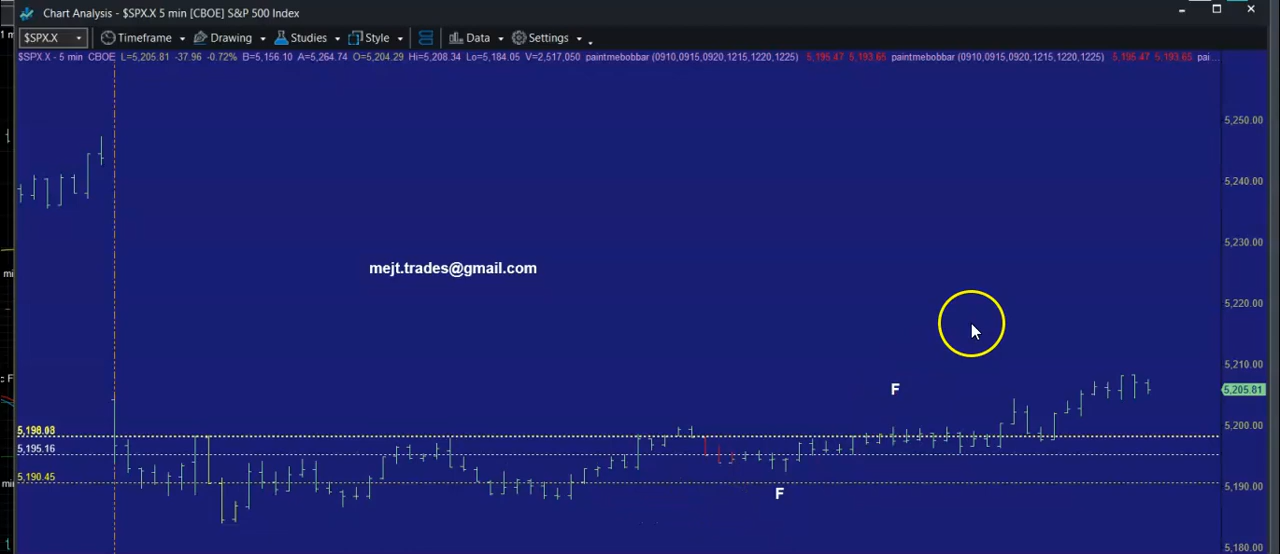 Chart Analysis - $SPX.X 5 min [CBOE] S&P 500 Index
$SPX.X Timeframe Drawing Studies Style Data Settings
$SPX.X - 5 min CBOE L=5,205.81 -37.96 -0.72% B=5,156.10 A=5,264.74 O=5,204.29 Hi=5,208.34 Lo=5,184.05 V=2,517,050 paintmebobbar (0910,0915,0920,1215,1220,1225) 5,195.47 5,193.65 paintmebobbar (0910,0915,0920,1215,1220,1225) 5,195.47 5,193.65 pai...
5,250.00
5,240.00
5,230.00
mejt.trades@gmail.com
5,220.00
5,210.00
F
5,205.81
5,200.00
5,195.16
5,190.45
5,190.00
F
5,180.00